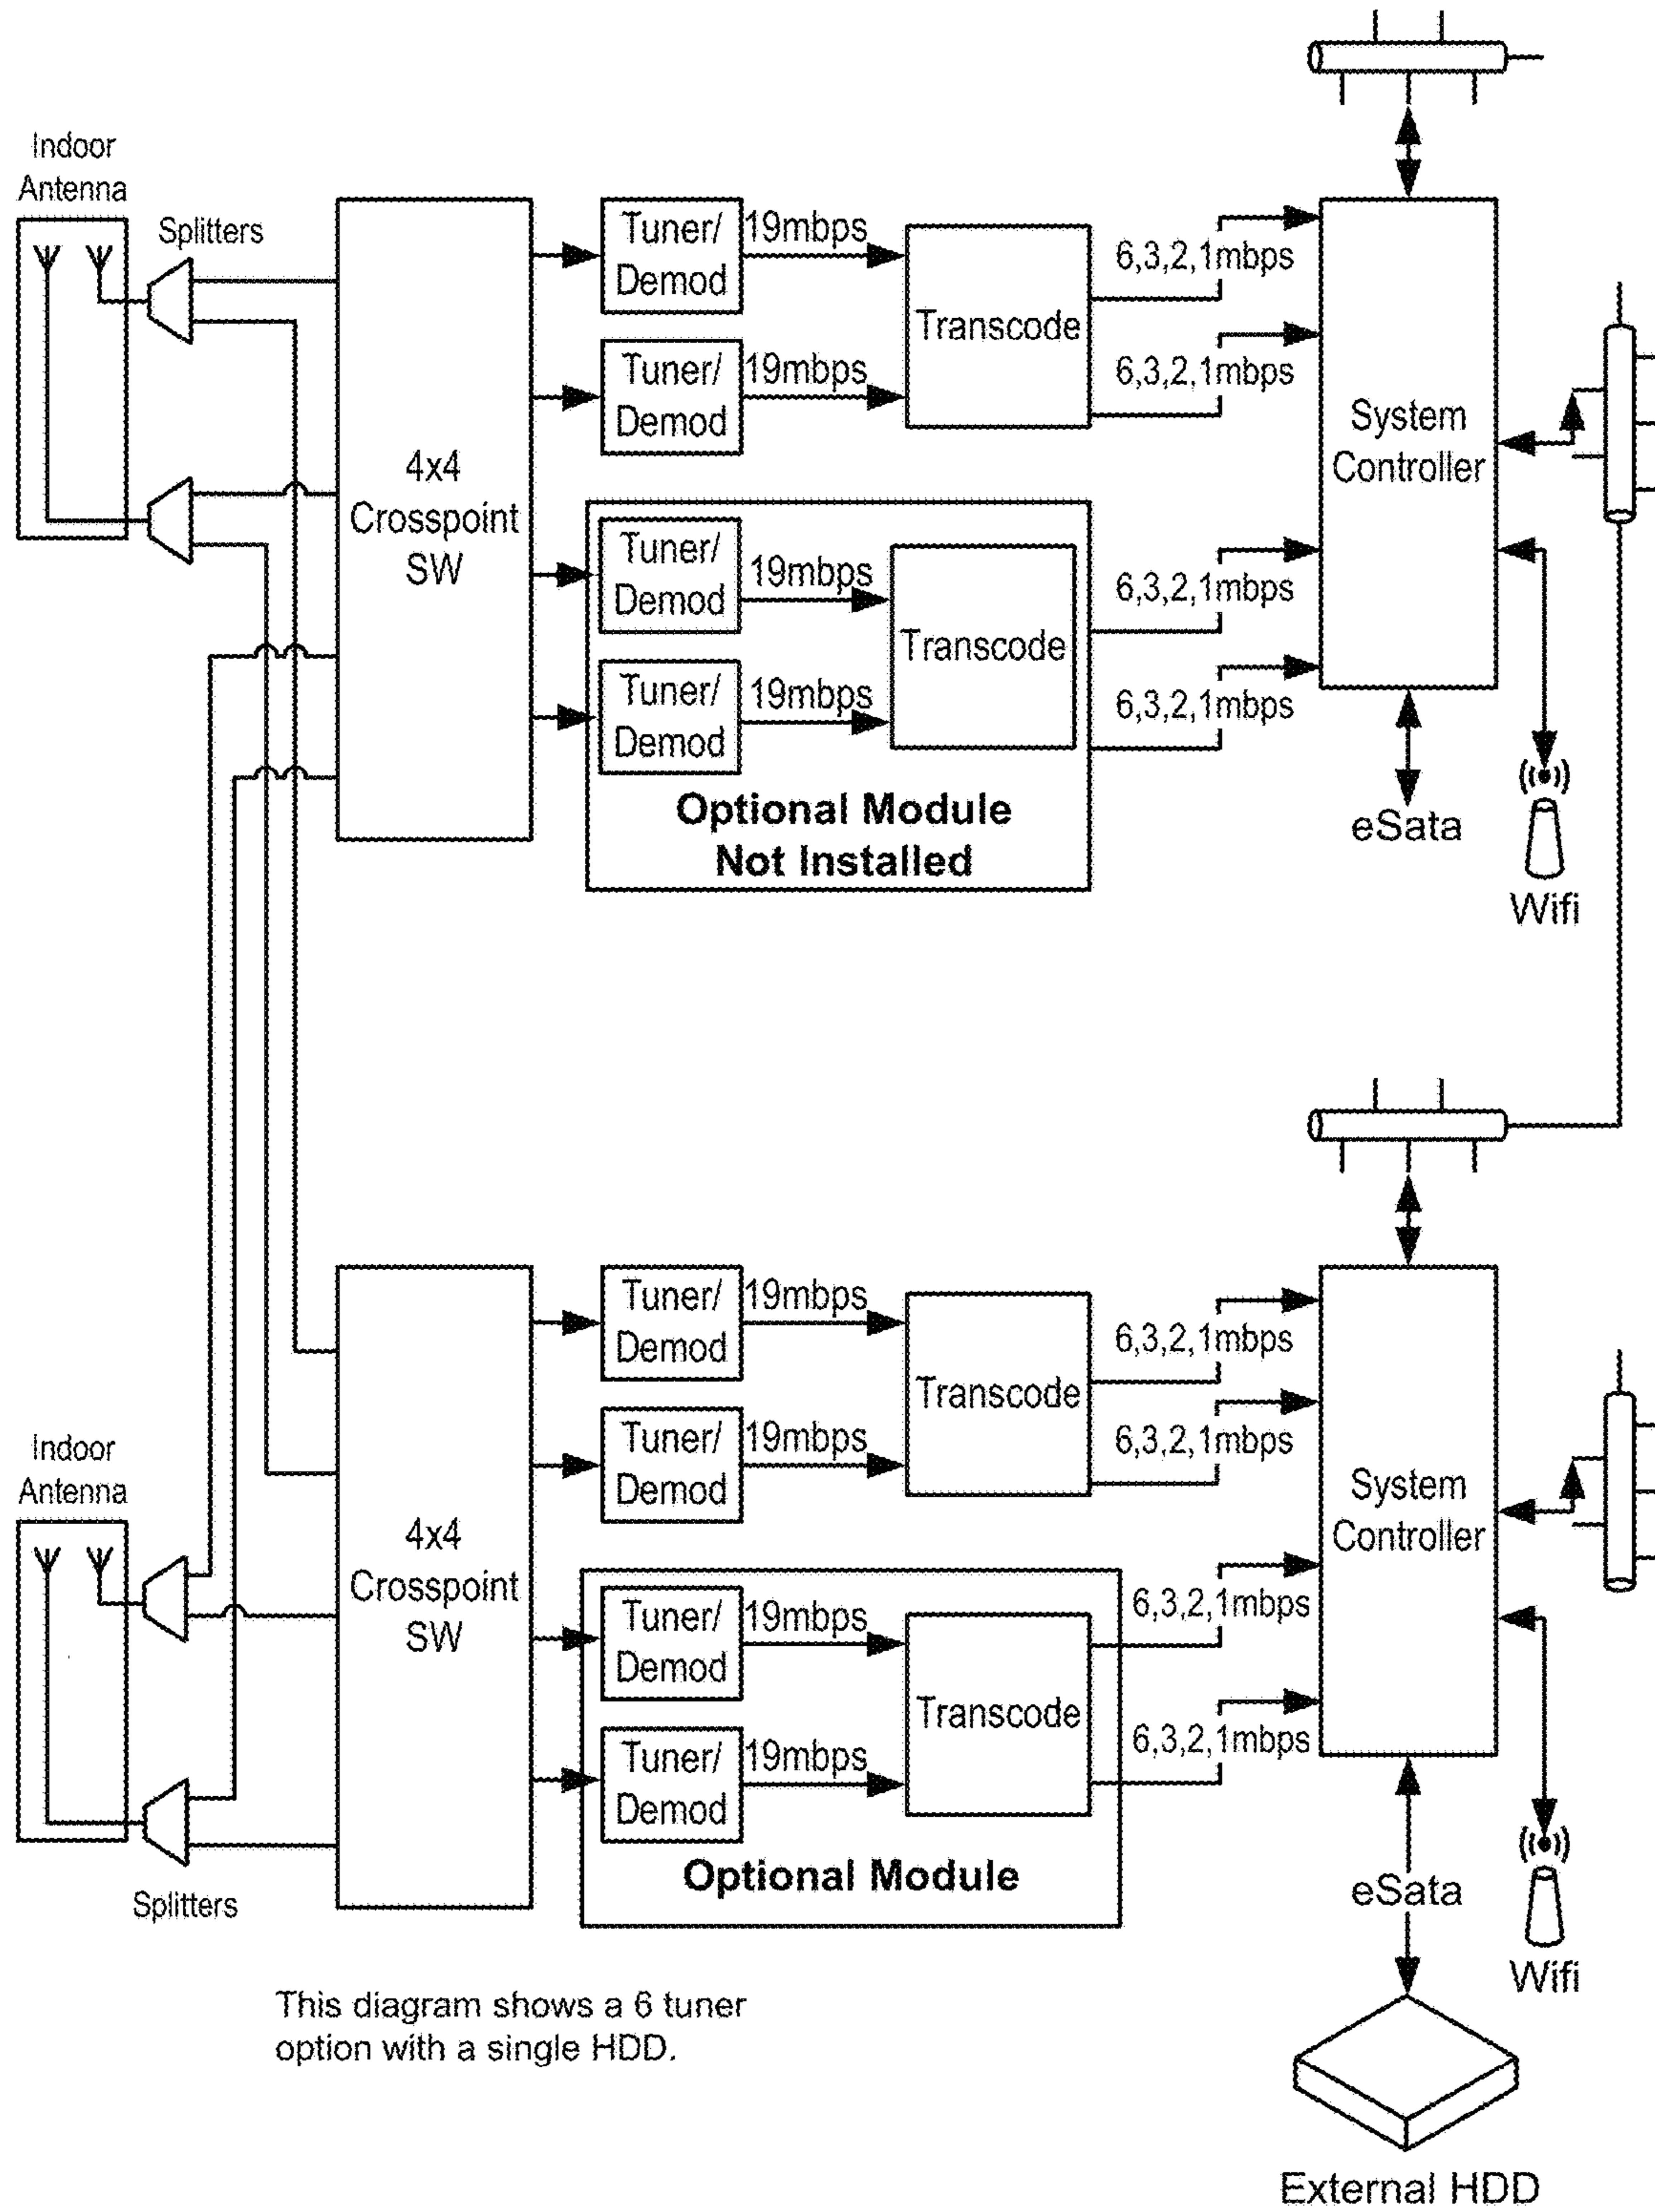 Indoor
Antenna
Splitters
4x4
Crosspoint
SW
Tuner/
Demod
19mbps
Tuner/
Demod
19mbps
Transcode
6,3,2,1mbps
6,3,2,1mbps
Tuner/
Demod
19mbps
Tuner/
Demod
19mbps
Transcode
Optional Module
Not Installed
6,3,2,1mbps
6,3,2,1mbps
System
Controller
eSata
Wifi
Indoor
Antenna
Splitters
4x4
Crosspoint
SW
Tuner/
Demod
19mbps
Tuner/
Demod
19mbps
Transcode
6,3,2,1mbps
6,3,2,1mbps
Tuner/
Demod
19mbps
Tuner/
Demod
19mbps
Transcode
Optional Module
6,3,2,1mbps
6,3,2,1mbps
System
Controller
eSata
Wifi
This diagram shows a 6 tuner
option with a single HDD.
External HDD